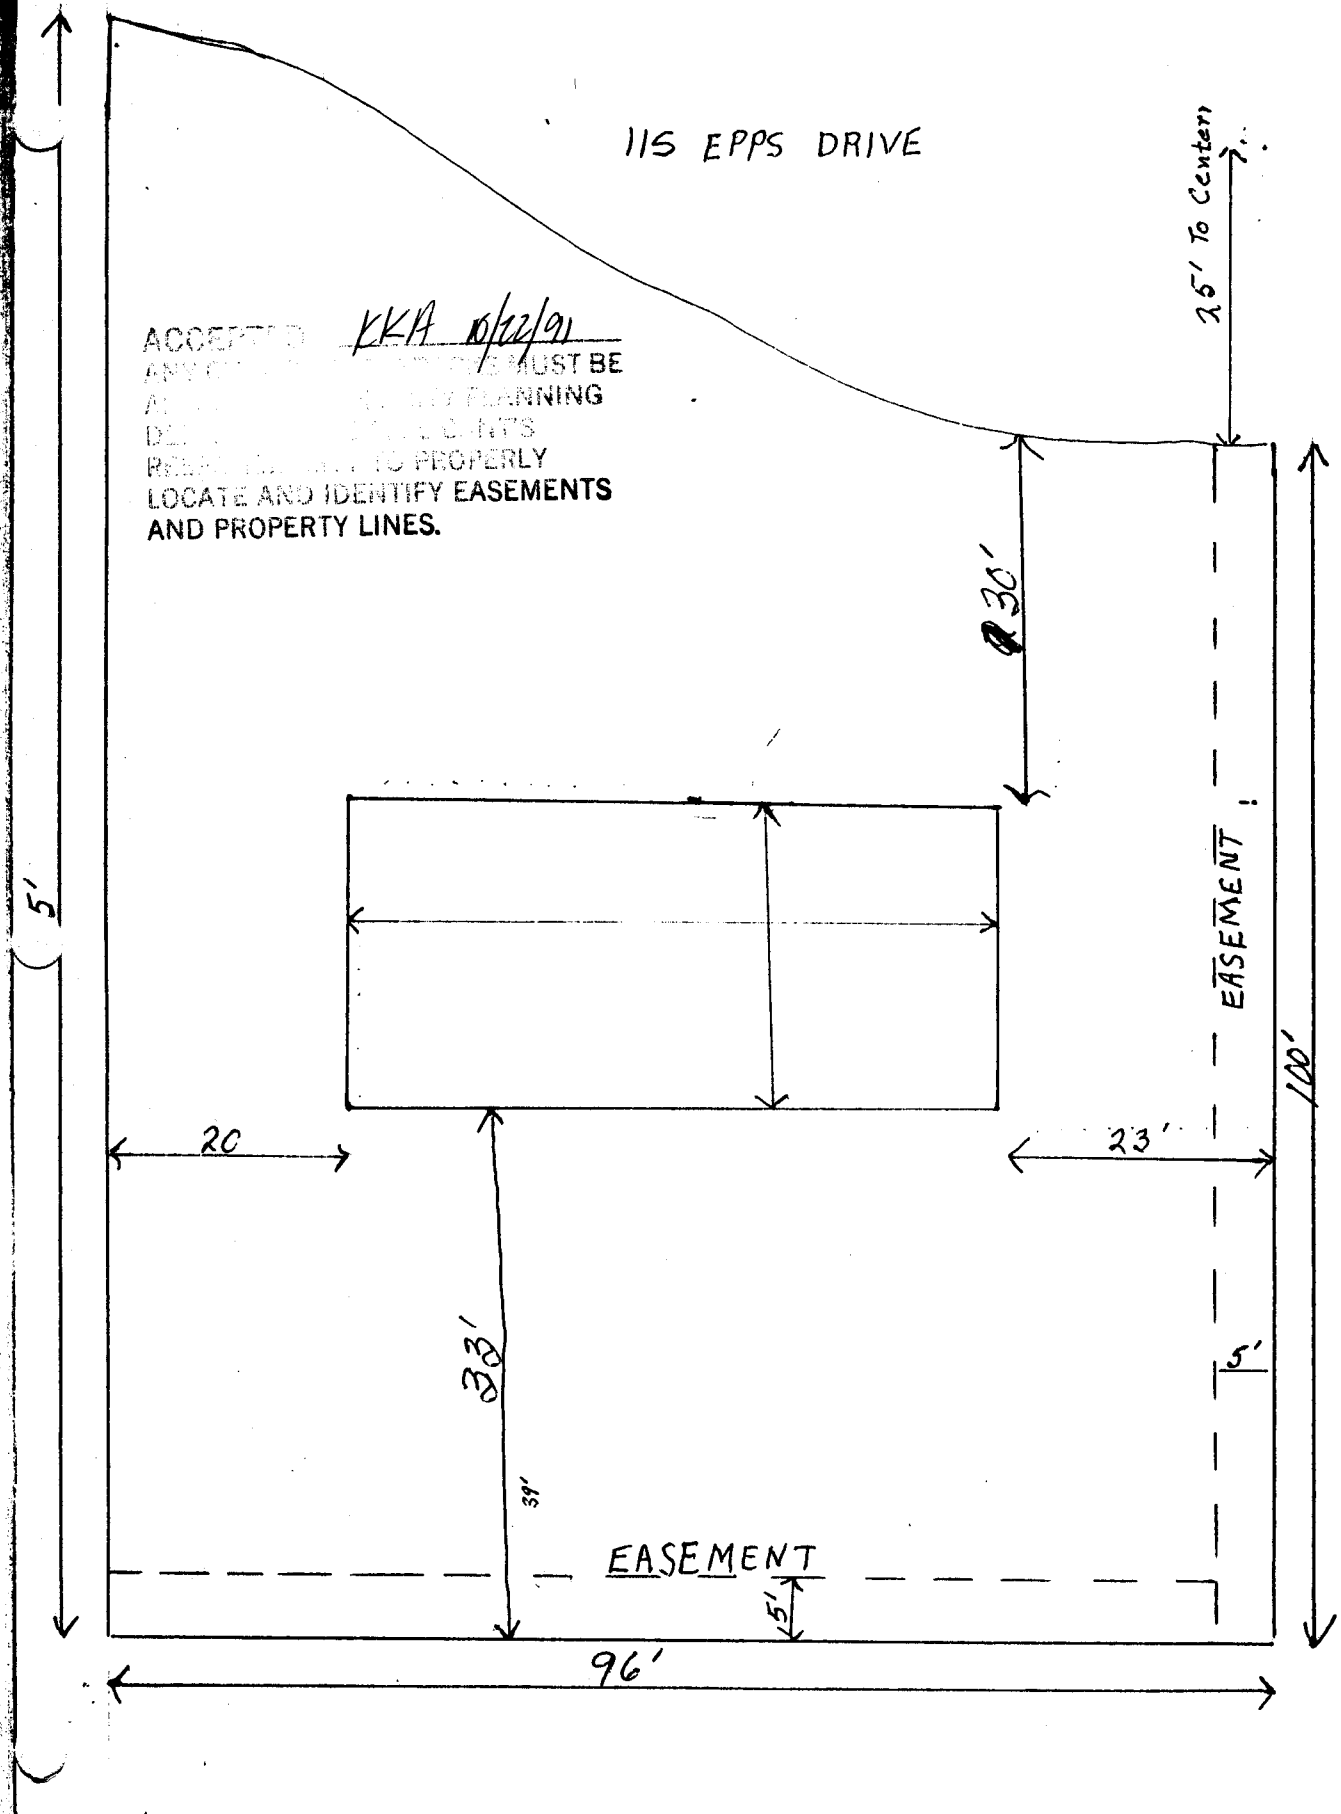 115 EPPS DRIVE
25' To Center
ACCEPTED KKA 10/22/91
ANY MUST BE
PLANNING
TO PROPERLY
LOCATE AND IDENTIFY EASEMENTS
AND PROPERTY LINES.
30'
5'
EASEMENT
100'
20
23'
33'
5'
39'
EASEMENT
5'
96'